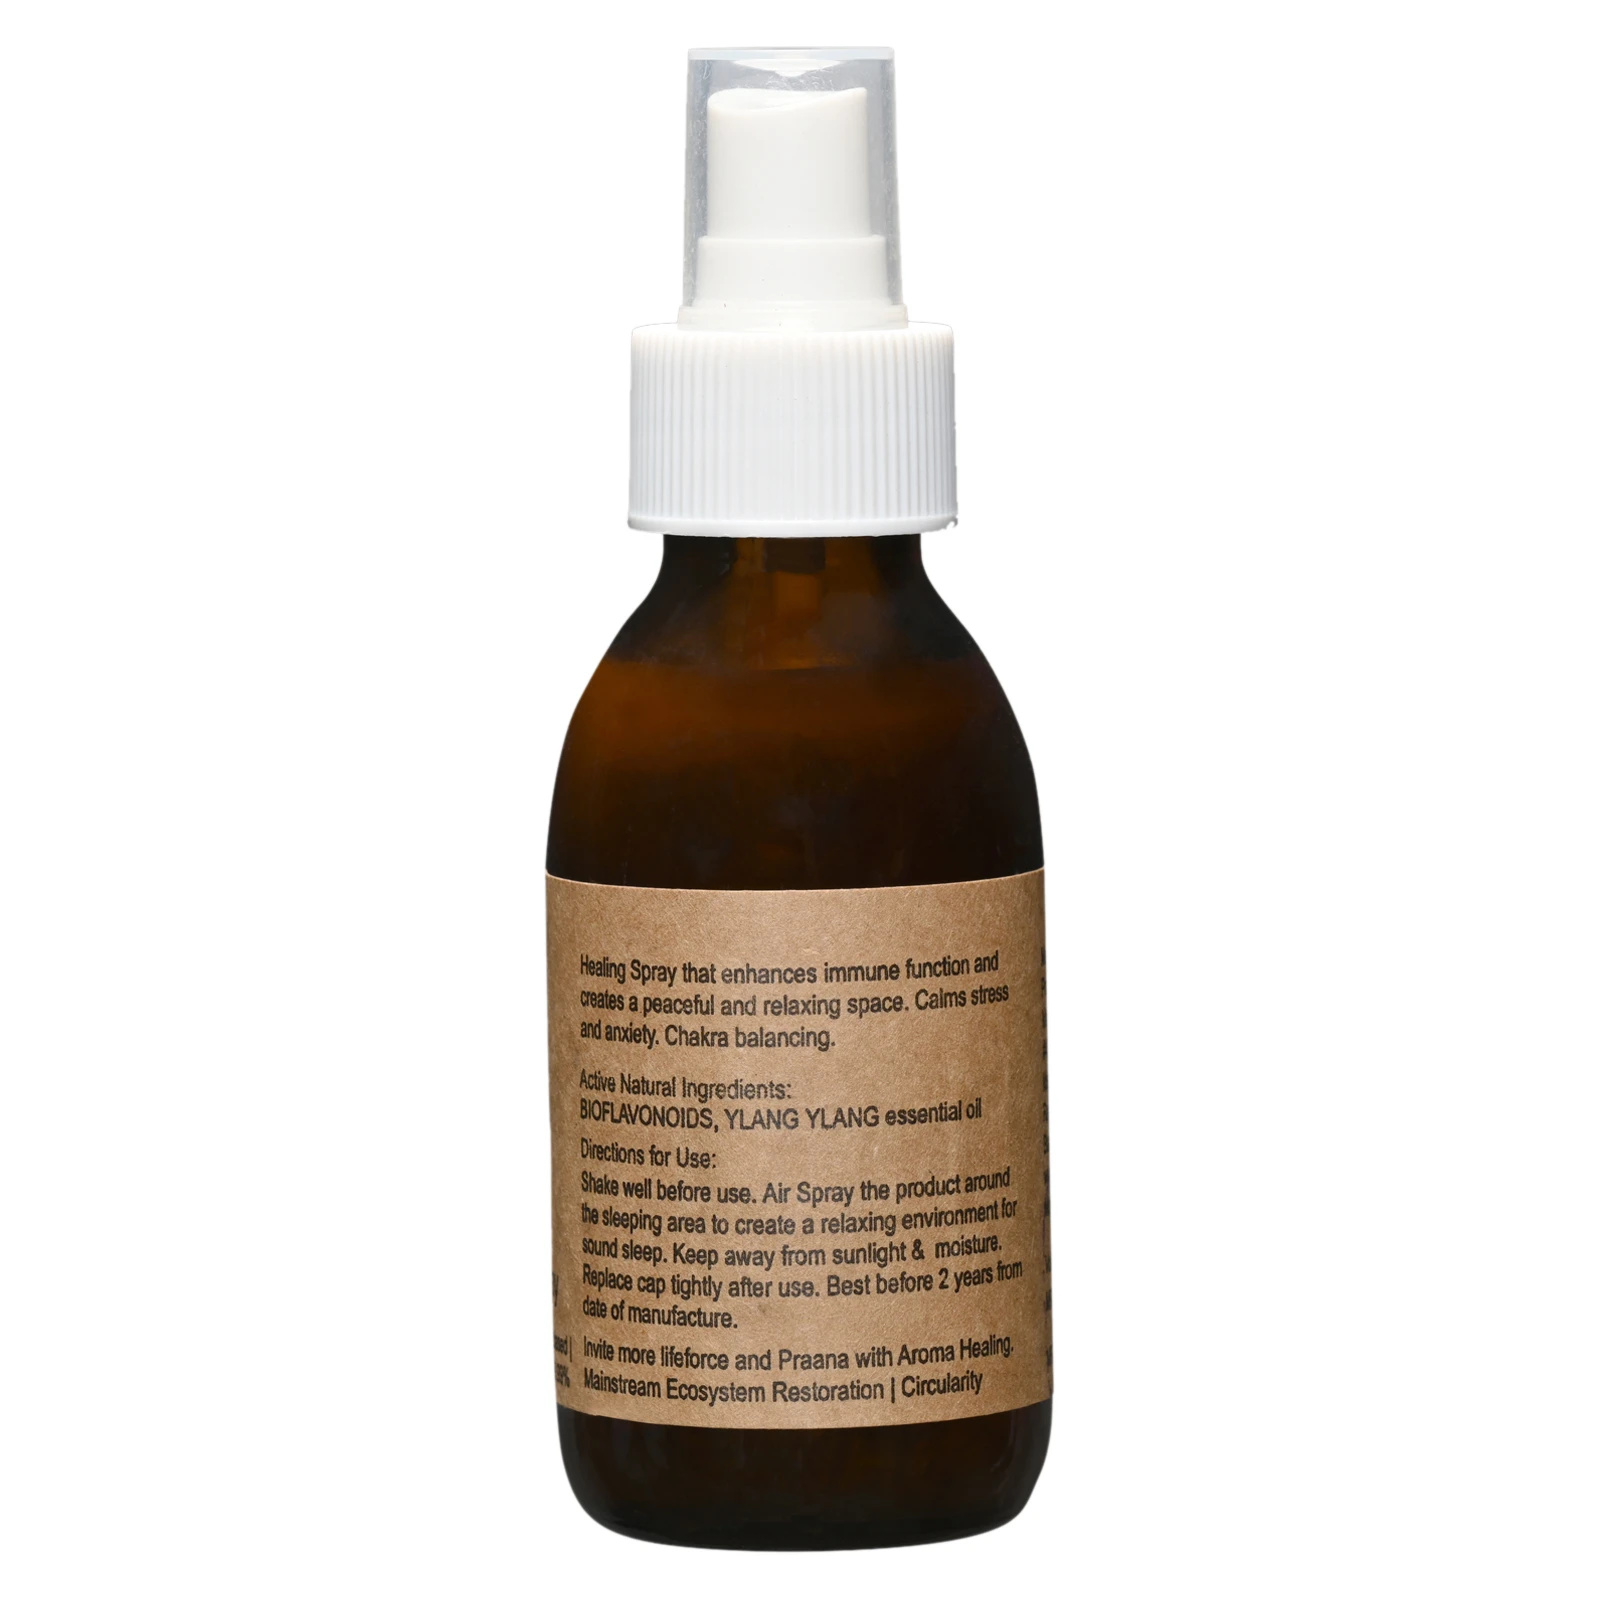 Healing Spray that enhances immune function and
creates a peaceful and relaxing space. Calms stress
and anxiety. Chakra balancing.
Active Natural Ingredients:
BIOFLAVONOIDS, YLANG YLANG essential oil
Directions for Use:
Shake well before use. Air Spray the product around
the sleeping area to create a relaxing environment for
sound sleep. Keep away from sunlight & moisture.
Replace cap tightly after use. Best before 2 years from
date of manufacture.
Invite more lifeforce and Praana with Aroma Healing.
Mainstream Ecosystem Restoration | Circularity